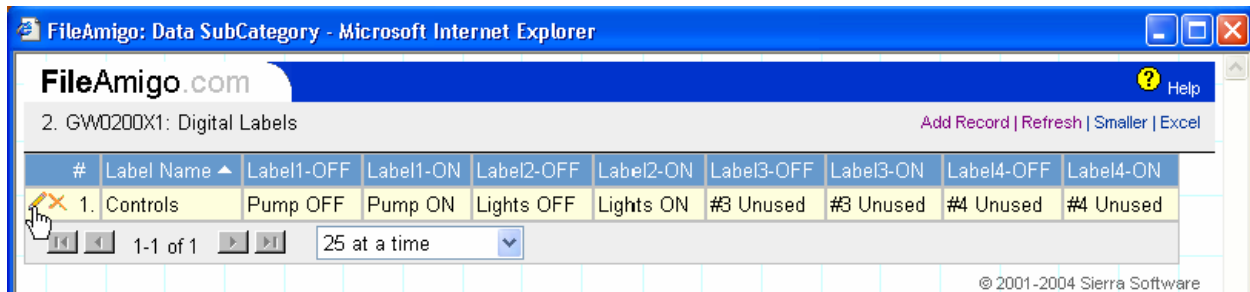 FileAmigo: Data SubCategory - Microsoft Internet Explorer
FileAmigo.com
? Help
2. GW0200X1: Digital Labels
Add Record | Refresh | Smaller | Excel
# Label Name Label1-OFF Label1-ON Label2-OFF Label2-ON Label3-OFF Label3-ON Label4-OFF Label4-ON
1. Controls Pump OFF Pump ON Lights OFF Lights ON #3 Unused #3 Unused #4 Unused #4 Unused
1-1 of 1 25 at a time
© 2001-2004 Sierra Software